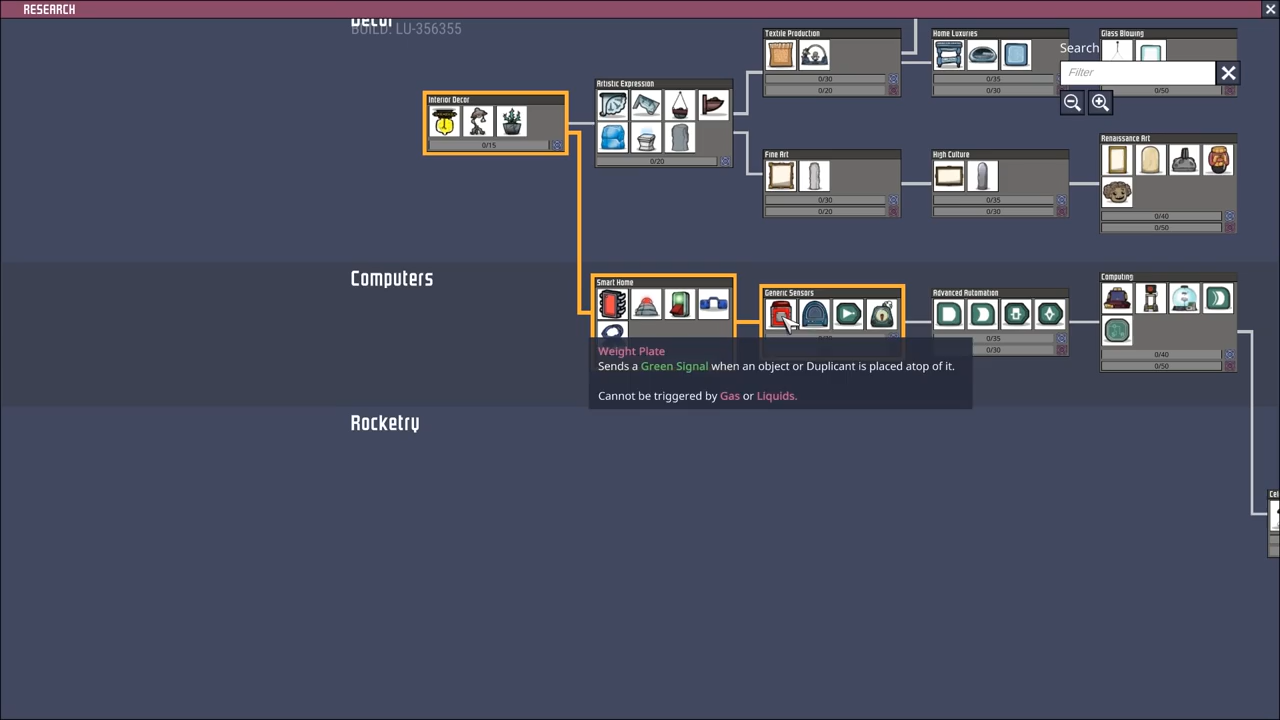 RESEARCH
Decor
BUILD: LU-356355
Textile Production
Home Luxuries
Glass Blowing
Search
Filter
0/30
0/20
0/35
0/30
0/50
Interior Decor
0/15
Artistic Expression
0/20
Fine Art
0/30
0/20
High Culture
0/35
0/30
Renaissance Art
0/40
0/50
Computers
Smart Home
Generic Sensors
Advanced Automation
0/35
0/30
Computing
0/40
0/50
Weight Plate
Sends a Green Signal when an object or Duplicant is placed atop of it.
Cannot be triggered by Gas or Liquids.
Rocketry